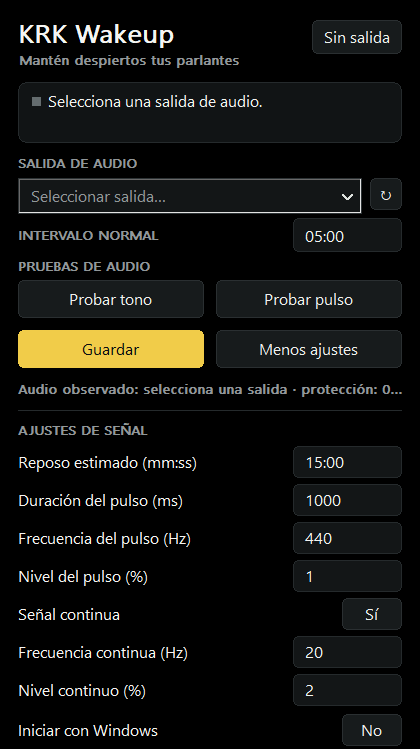 KRK Wakeup
Sin salida
Mantén despiertos tus parlantes
Selecciona una salida de audio.
SALIDA DE AUDIO
Seleccionar salida...
INTERVALO NORMAL 05:00
PRUEBAS DE AUDIO
Probar tono Probar pulso
Guardar Menos ajustes
Audio observado: selecciona una salida · protección: 0...
AJUSTES DE SEÑAL
Reposo estimado (mm:ss) 15:00
Duración del pulso (ms) 1000
Frecuencia del pulso (Hz) 440
Nivel del pulso (%) 1
Señal continua Sí
Frecuencia continua (Hz) 20
Nivel continuo (%) 2
Iniciar con Windows No